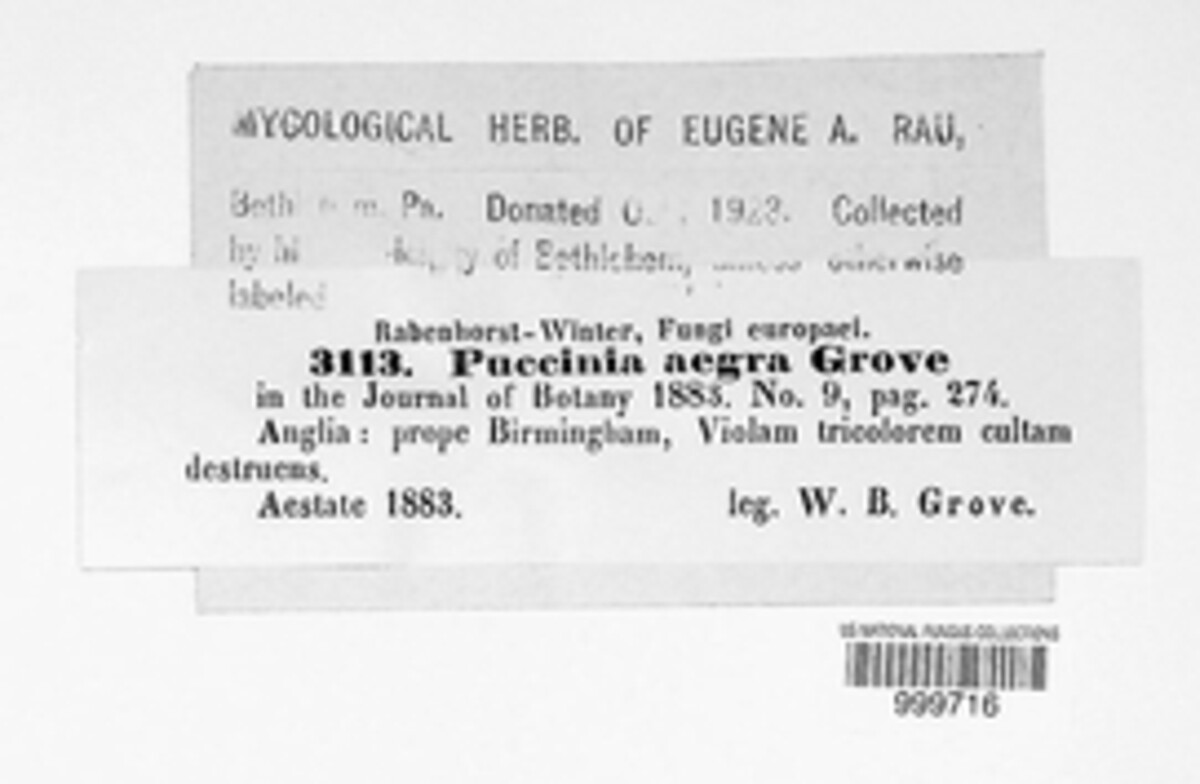 MYCOLOGICAL HERB. OF EUGENE A. RAU,
Pa. Donated Collected
by of Bethlehem, otherwise
labeled
Rabenhorst-Winter, Fungi europaei.
3113. Puccinia aegra Grove
in the Journal of Botany 1883. No. 9, pag. 274.
Anglia: prope Birmingham, Violam tricolorem cultam
destruens.
Aestate 1883. leg. W. B. Grove.
US NATIONAL FUNGUS COLLECTIONS
999716